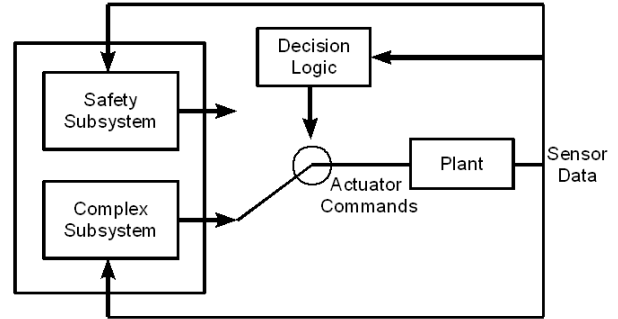 Decision
Logic
Safety
Subsystem
Plant
Sensor
Data
Actuator
Commands
Complex
Subsystem